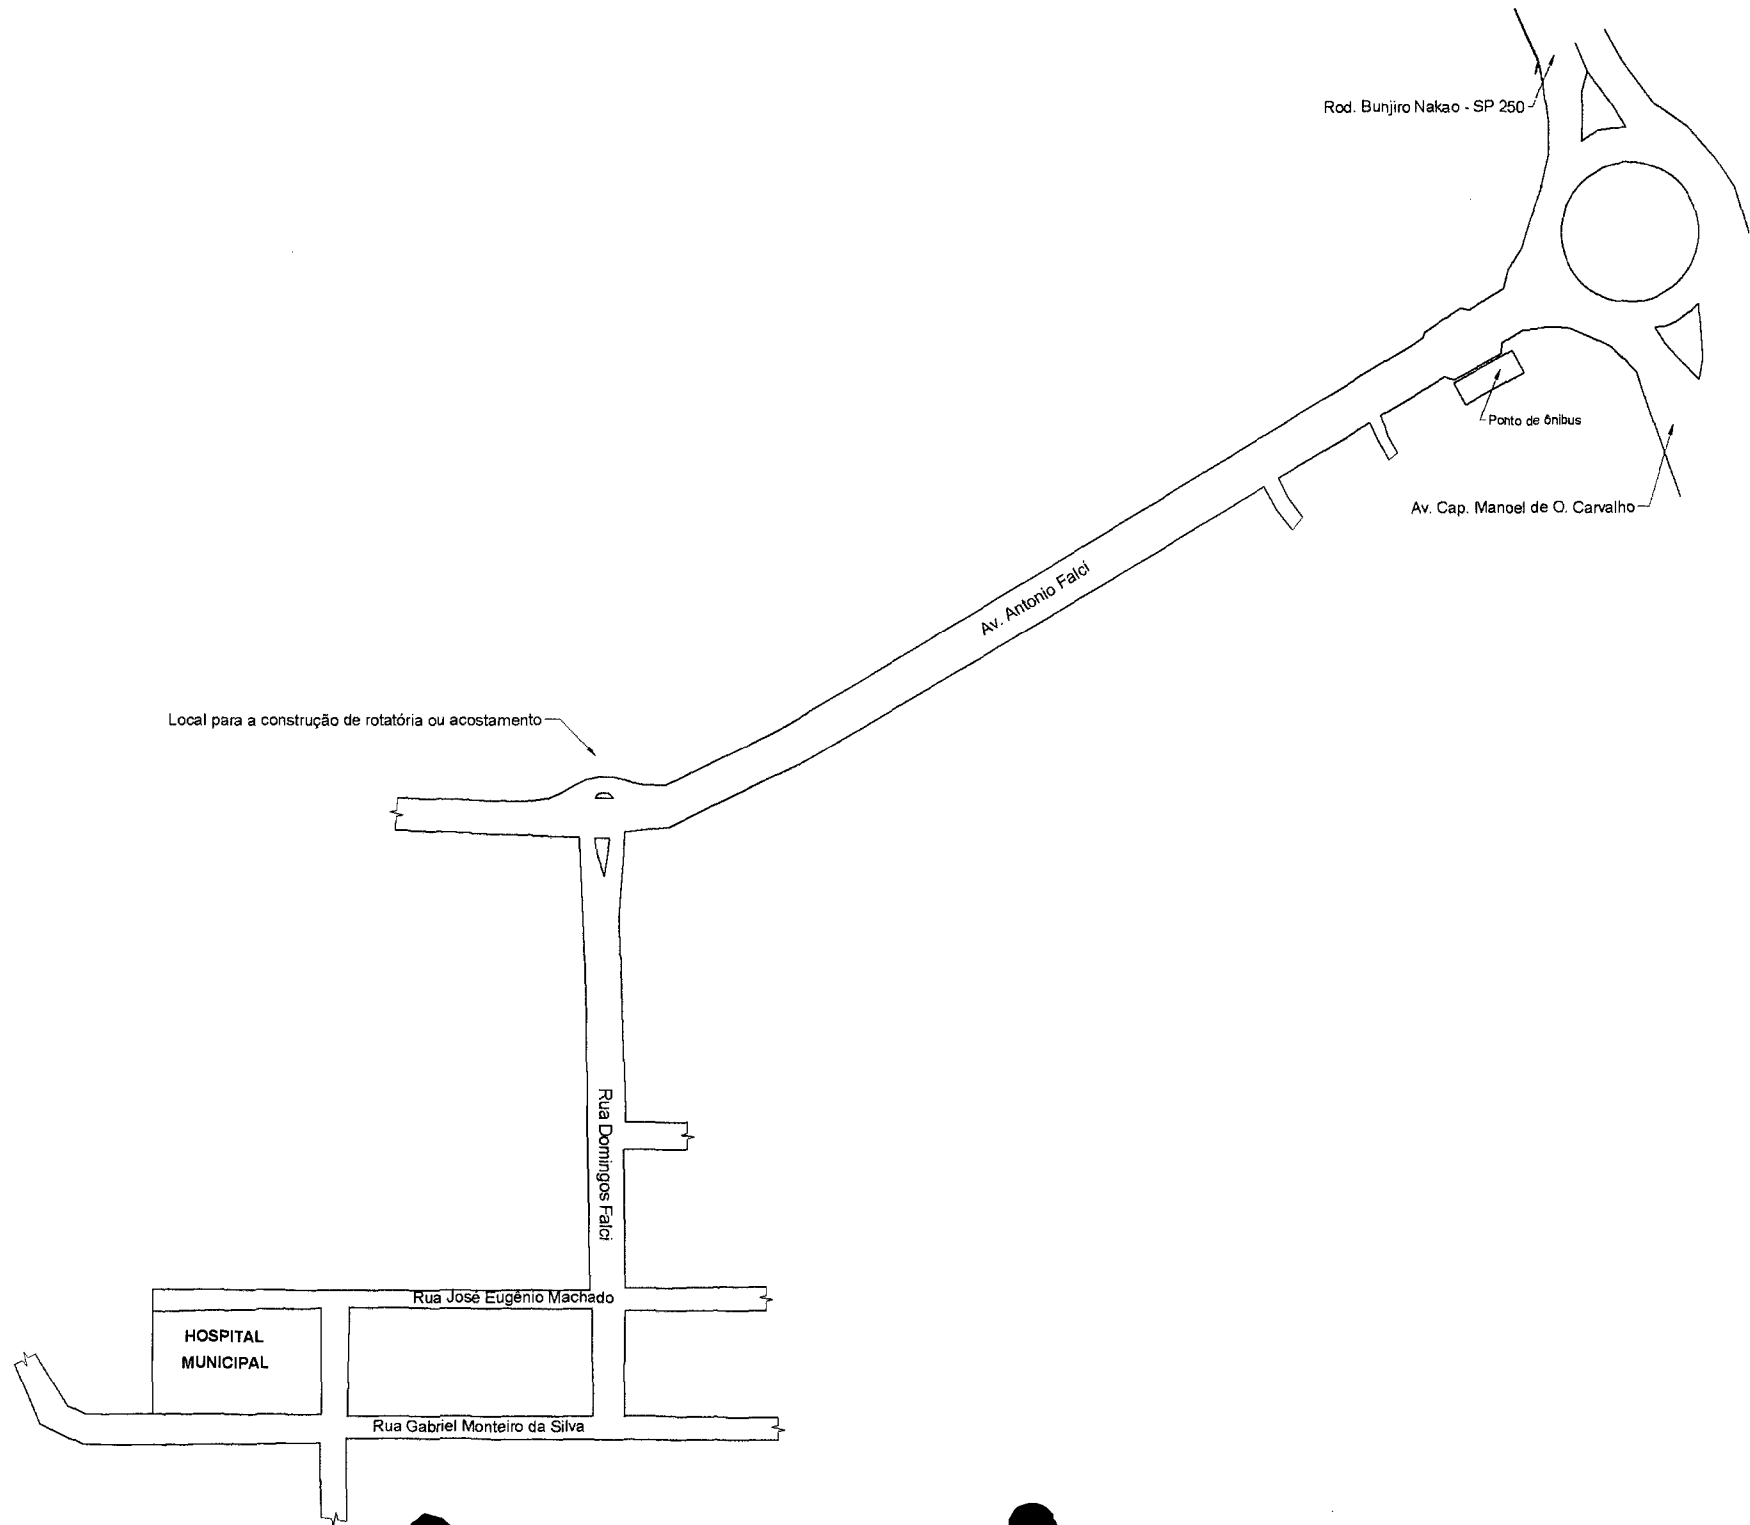 Rod. Bunjiro Nakao - SP 250
Ponto de ônibus
Av. Cap. Manoel de O. Carvalho
Av. Antonio Falci
Local para a construção de rotatória ou acostamento
Rua Domingos Falci
Rua José Eugênio Machado
HOSPITAL
MUNICIPAL
Rua Gabriel Monteiro da Silva